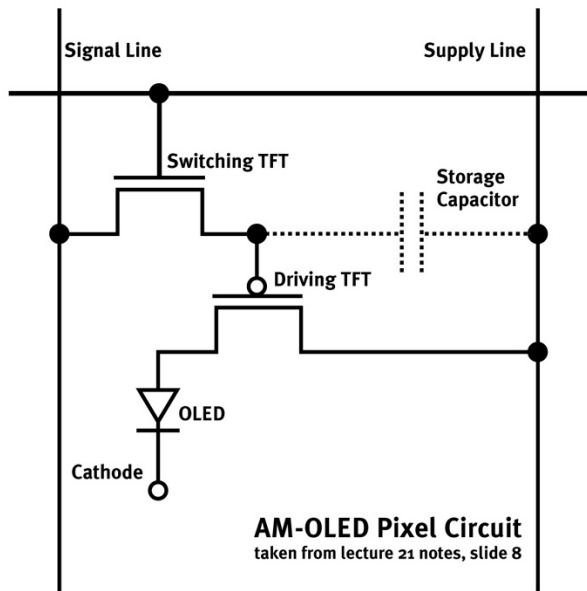 Signal Line
Supply Line
Switching TFT
Storage
Capacitor
Driving TFT
OLED
Cathode
AM-OLED Pixel Circuit
taken from lecture 21 notes, slide 8